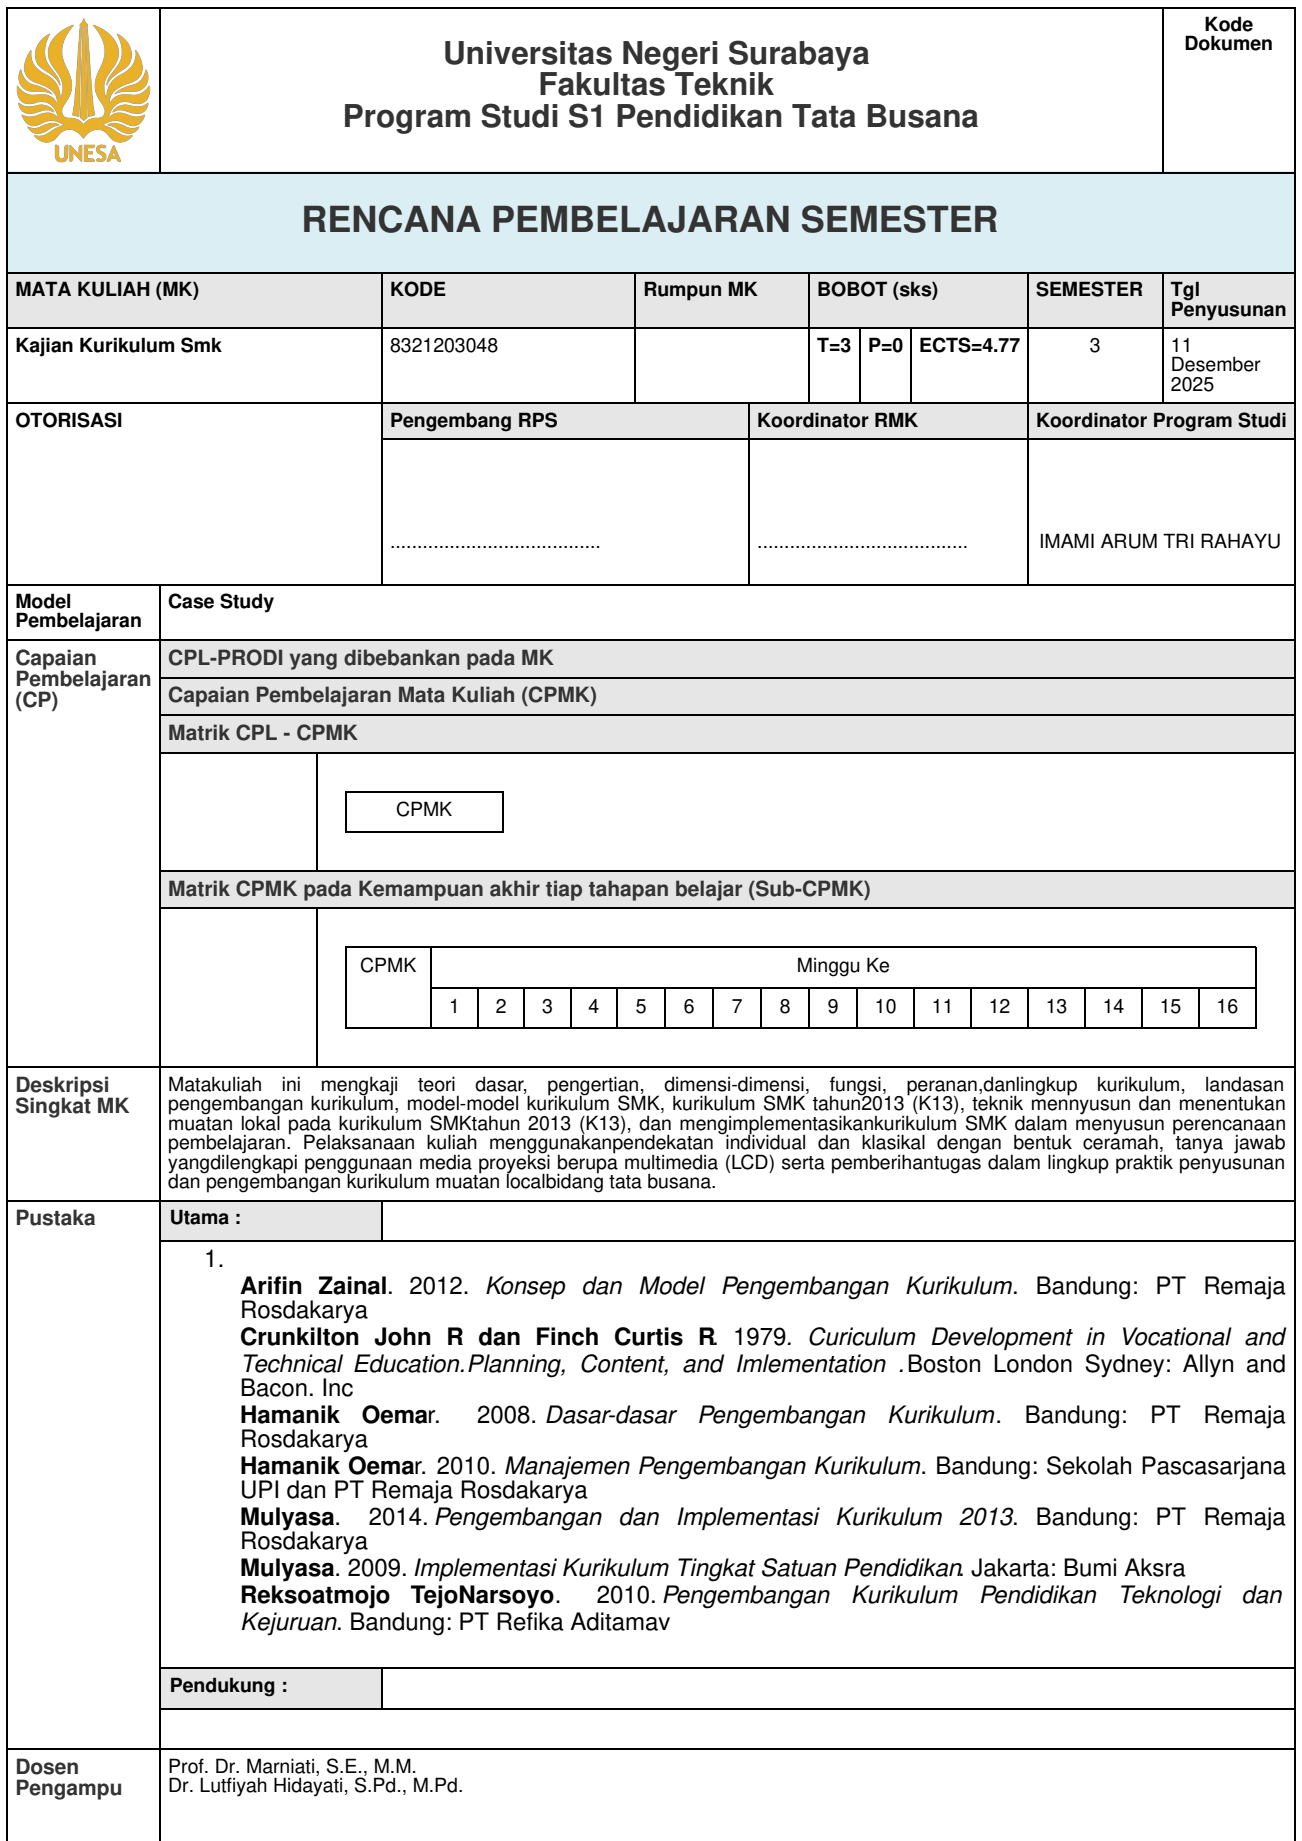 UNESA
Universitas Negeri Surabaya
Fakultas Teknik
Program Studi S1 Pendidikan Tata Busana
Kode
Dokumen
RENCANA PEMBELAJARAN SEMESTER
MATA KULIAH (MK) KODE Rumpun MK BOBOT (sks) SEMESTER Tgl
Penyusunan
Kajian Kurikulum Smk 8321203048 T=3 P=0 ECTS=4.77 3 11
Desember
2025
OTORISASI Pengembang RPS Koordinator RMK Koordinator Program Studi
....................................... ....................................... IMAMI ARUM TRI RAHAYU
Model
Pembelajaran
Case Study
Capaian
Pembelajaran
(CP)
CPL-PRODI yang dibebankan pada MK
Capaian Pembelajaran Mata Kuliah (CPMK)
Matrik CPL - CPMK
CPMK
Matrik CPMK pada Kemampuan akhir tiap tahapan belajar (Sub-CPMK)
CPMK Minggu Ke
1 2 3 4 5 6 7 8 9 10 11 12 13 14 15 16
Deskripsi
Singkat MK
Matakuliah ini mengkaji teori dasar, pengertian, dimensi-dimensi, fungsi, peranan,danlingkup kurikulum, landasan
pengembangan kurikulum, model-model kurikulum SMK, kurikulum SMK tahun2013 (K13), teknik mennyusun dan menentukan
muatan lokal pada kurikulum SMKtahun 2013 (K13), dan mengimplementasikankurikulum SMK dalam menyusun perencanaan
pembelajaran. Pelaksanaan kuliah menggunakanpendekatan individual dan klasikal dengan bentuk ceramah, tanya jawab
yangdilengkapi penggunaan media proyeksi berupa multimedia (LCD) serta pemberihantugas dalam lingkup praktik penyusunan
dan pengembangan kurikulum muatan localbidang tata busana.
Pustaka
Utama :
1.
Arifin Zainal. 2012. Konsep dan Model Pengembangan Kurikulum. Bandung: PT Remaja
Rosdakarya
Crunkilton John R dan Finch Curtis R. 1979. Curiculum Development in Vocational and
Technical Education.Planning, Content, and Imlementation .Boston London Sydney: Allyn and
Bacon. Inc
Hamanik Oemar. 2008. Dasar-dasar Pengembangan Kurikulum. Bandung: PT Remaja
Rosdakarya
Hamanik Oemar. 2010. Manajemen Pengembangan Kurikulum. Bandung: Sekolah Pascasarjana
UPI dan PT Remaja Rosdakarya
Mulyasa. 2014. Pengembangan dan Implementasi Kurikulum 2013. Bandung: PT Remaja
Rosdakarya
Mulyasa. 2009. Implementasi Kurikulum Tingkat Satuan Pendidikan. Jakarta: Bumi Aksra
Reksoatmojo TejoNarsoyo. 2010. Pengembangan Kurikulum Pendidikan Teknologi dan
Kejuruan. Bandung: PT Refika Aditamav
Pendukung :
Dosen
Pengampu
Prof. Dr. Marniati, S.E., M.M.
Dr. Lutfiyah Hidayati, S.Pd., M.Pd.